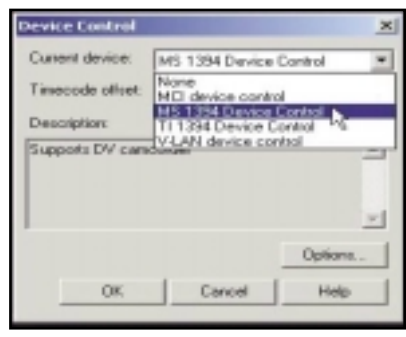 Device Control
Current device: MS 1394 Device Control
None
Timecode offset:
MCI device control
MS 1394 Device Control
Description:
TI 1394 Device Control
V-LAN device control
Supports DV camcorder
Options...
OK Cancel Help